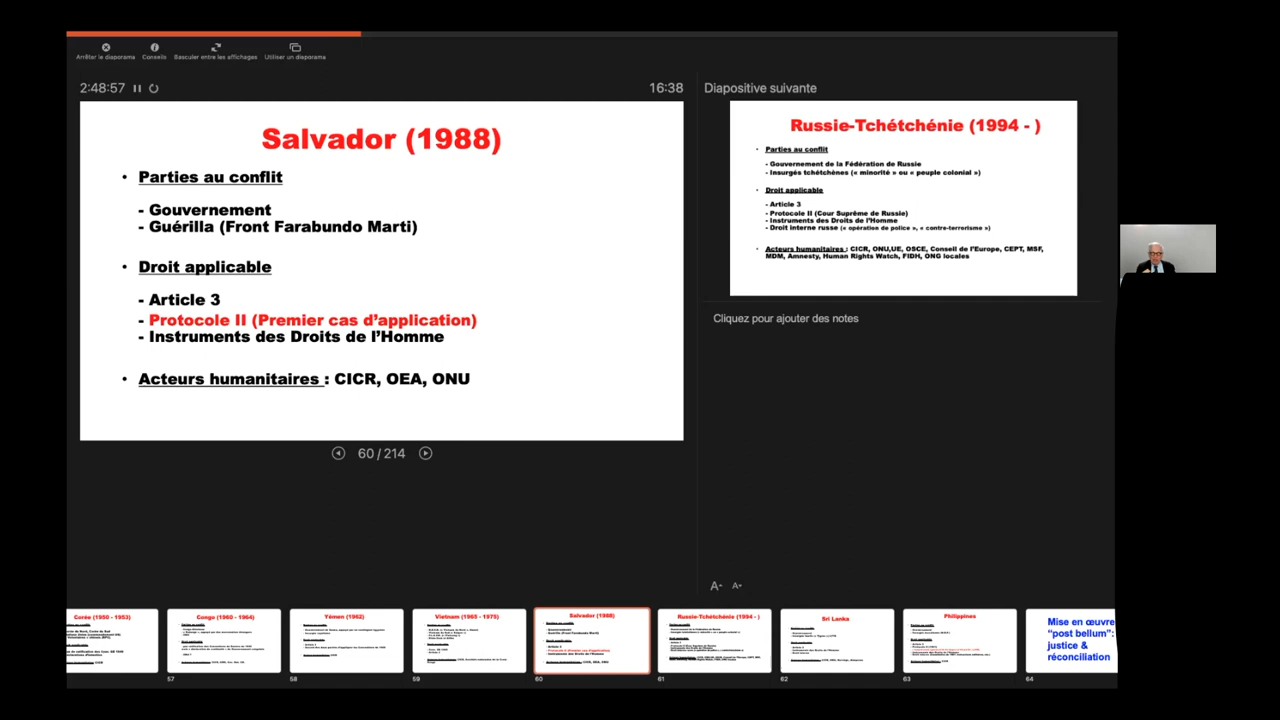 Arrêter le diaporama
Conseils
Basculer entre les affichages
Utiliser un diaporama
2:48:57
16:38
Diapositive suivante
Salvador (1988)
• Parties au conflit
- Gouvernement
- Guérilla (Front Farabundo Marti)
• Droit applicable
- Article 3
- Protocole II (Premier cas d’application)
- Instruments des Droits de l’Homme
• Acteurs humanitaires : CICR, OEA, ONU
60 / 214
Russie-Tchétchénie (1994 - )
• Parties au conflit
- Gouvernement de la Fédération de Russie
- Insurgés tchétchènes (« minorité » ou « peuple colonial »)
• Droit applicable
- Article 3
- Protocole II (Cour Suprême de Russie)
- Instruments des Droits de l’Homme
- Droit interne russe (« opération de police », « contre-terrorisme »)
• Acteurs humanitaires : CICR, ONU,UE, OSCE, Conseil de l’Europe, CEPT, MSF,
MDM, Amnesty, Human Rights Watch, FIDH, ONG locales
Cliquez pour ajouter des notes
Corée (1950 - 1953)
Congo (1960 - 1964)
Yémen (1962)
Vietnam (1965 - 1975)
Salvador (1988)
Russie-Tchétchénie (1994 - )
Sri Lanka
Philippines
Mise en œuvre
“post bellum”:
justice &
réconciliation
57
58
59
60
61
62
63
64